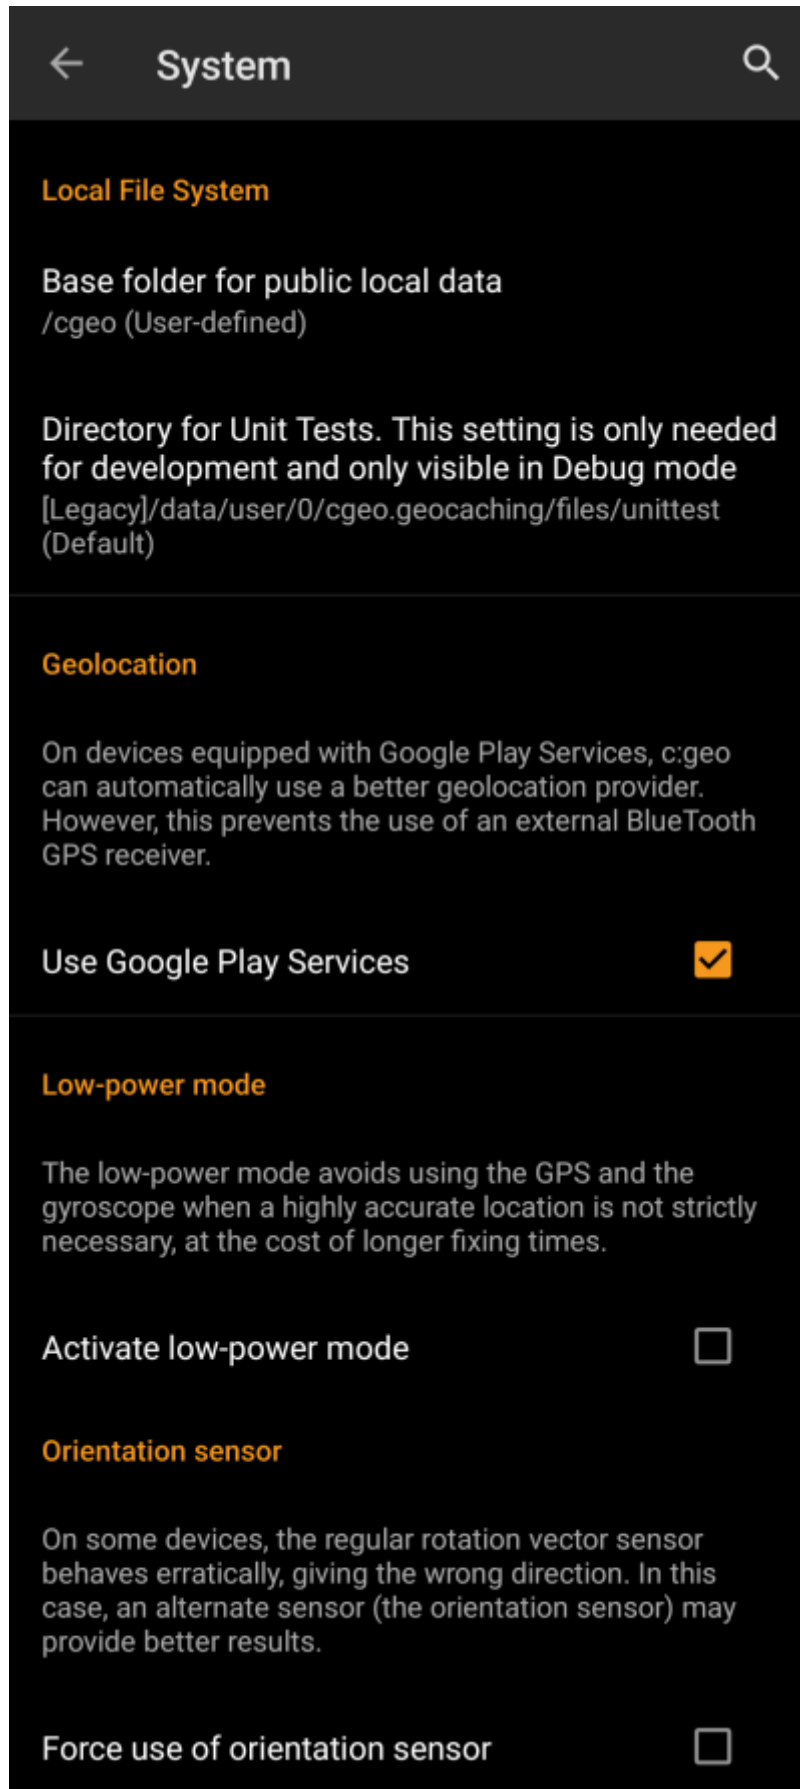 System
Local File System
Base folder for public local data
/cgeo (User-defined)
Directory for Unit Tests. This setting is only needed
for development and only visible in Debug mode
[Legacy]/data/user/0/cgeo.geocaching/files/unittest
(Default)
Geolocation
On devices equipped with Google Play Services, c:geo
can automatically use a better geolocation provider.
However, this prevents the use of an external BlueTooth
GPS receiver.
Use Google Play Services
Low-power mode
The low-power mode avoids using the GPS and the
gyroscope when a highly accurate location is not strictly
necessary, at the cost of longer fixing times.
Activate low-power mode
Orientation sensor
On some devices, the regular rotation vector sensor
behaves erratically, giving the wrong direction. In this
case, an alternate sensor (the orientation sensor) may
provide better results.
Force use of orientation sensor